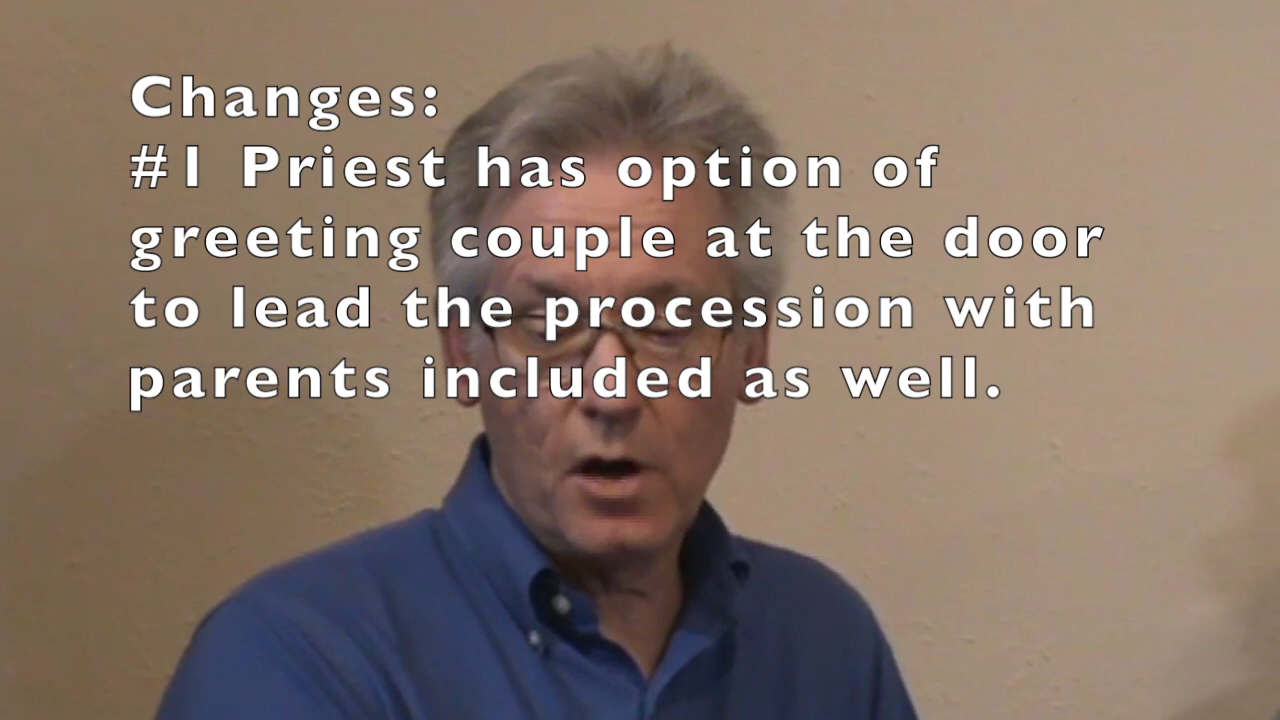 Changes:
#1 Priest has option of
greeting couple at the door
to lead the procession with
parents included as well.